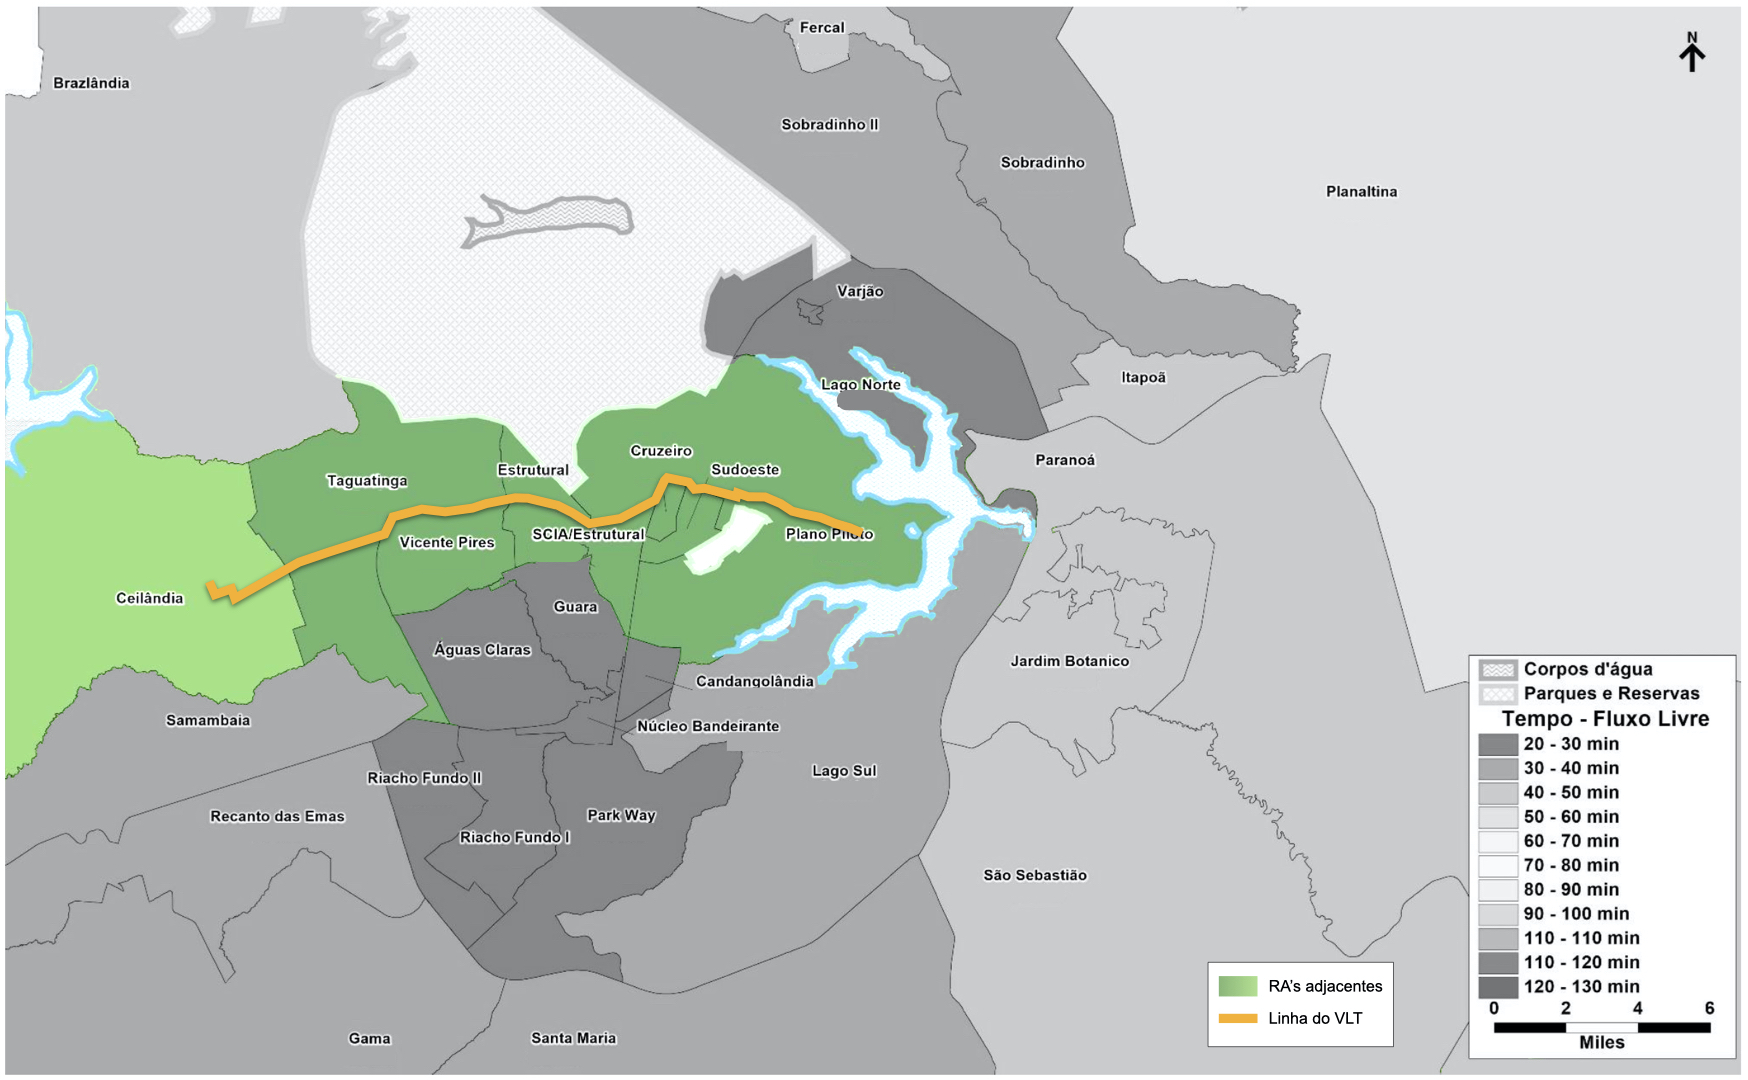 Fercal
N
Brazlândia
Sobradinho II
Sobradinho
Planaltina
Varjão
Itapoã
Lago Norte
Cruzeiro
Paranoá
Estrutural
Sudoeste
Taguatinga
SCIA/Estrutural
Plano Piloto
Vicente Pires
Ceilândia
Guara
Águas Claras
Jardim Botanico
Candangolândia
Samambaia
Núcleo Bandeirante
Lago Sul
Riacho Fundo II
Recanto das Emas
Park Way
Riacho Fundo I
São Sebastião
Gama
Santa Maria
RA's adjacentes
Linha do VLT
Corpos d'água
Parques e Reservas
Tempo - Fluxo Livre
20 - 30 min
30 - 40 min
40 - 50 min
50 - 60 min
60 - 70 min
70 - 80 min
80 - 90 min
90 - 100 min
110 - 110 min
110 - 120 min
120 - 130 min
0 2 4 6
Miles